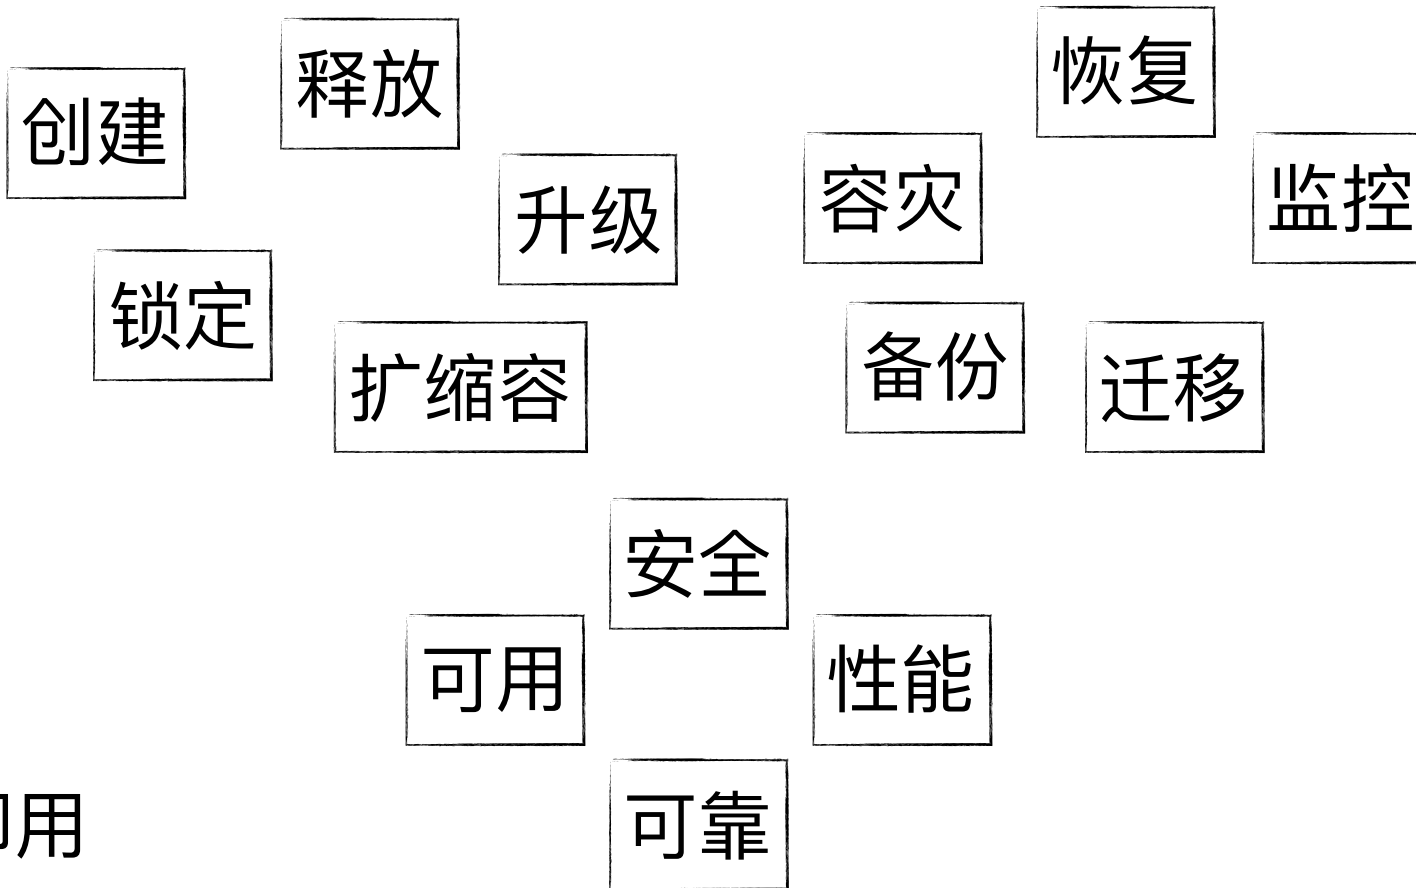 恢复
释放
创建
容灾
监控
升级
锁定
备份
扩缩容
迁移
安全
可用
性能
可靠
用